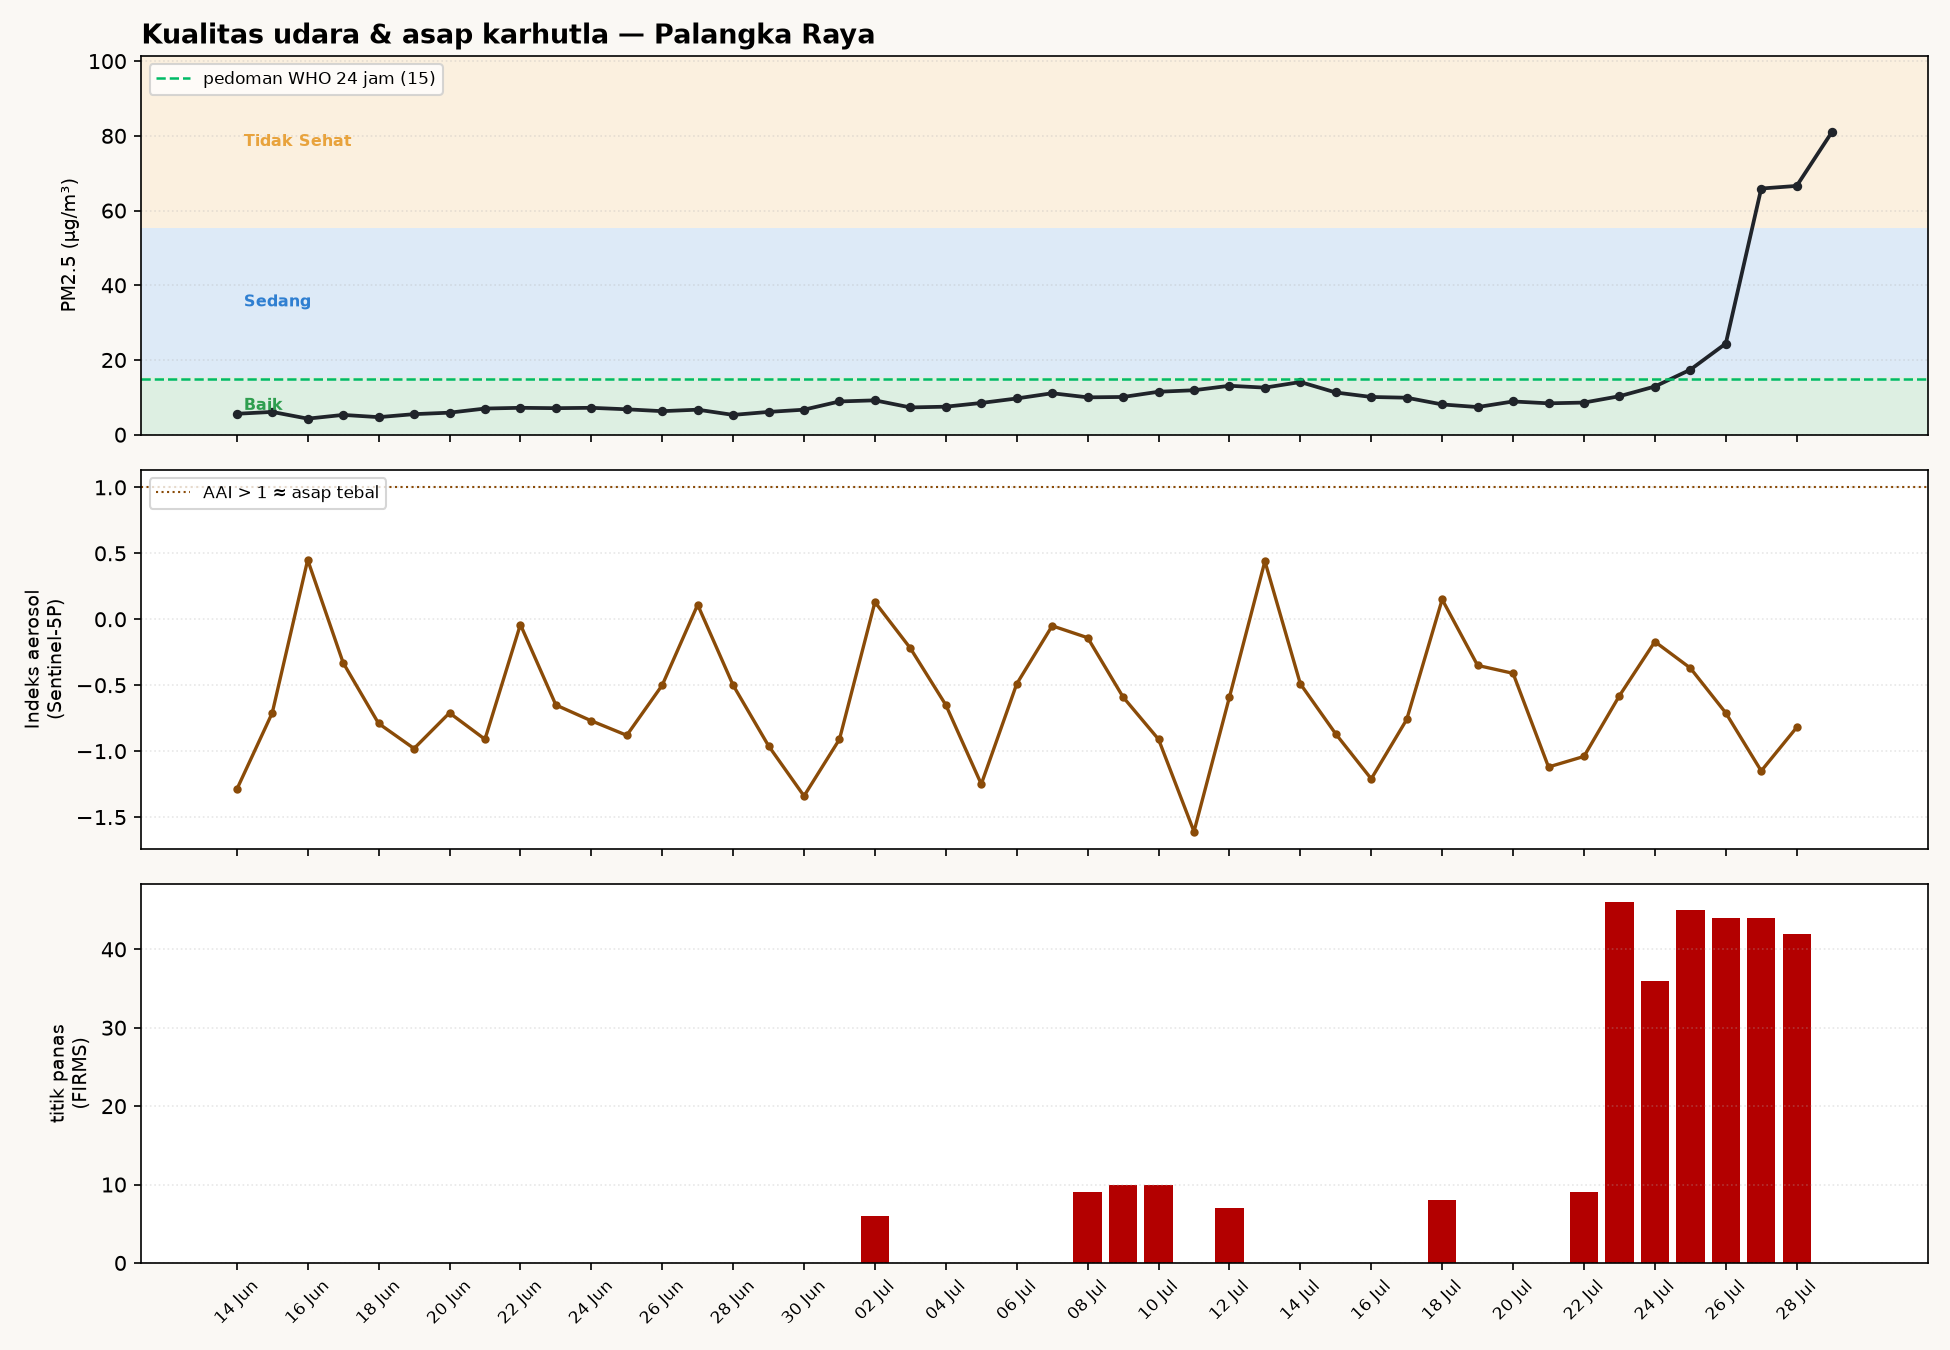 Kualitas udara & asap karhutla — Palangka Raya
100
80
60
40
20
0
PM2.5 (µg/m³)
pedoman WHO 24 jam (15)
Tidak Sehat
Sedang
Baik
1.0
0.5
0.0
−0.5
−1.0
−1.5
Indeks aerosol
(Sentinel-5P)
AAI > 1 ≈ asap tebal
40
30
20
10
0
titik panas
(FIRMS)
14 Jun
16 Jun
18 Jun
20 Jun
22 Jun
24 Jun
26 Jun
28 Jun
30 Jun
02 Jul
04 Jul
06 Jul
08 Jul
10 Jul
12 Jul
14 Jul
16 Jul
18 Jul
20 Jul
22 Jul
24 Jul
26 Jul
28 Jul